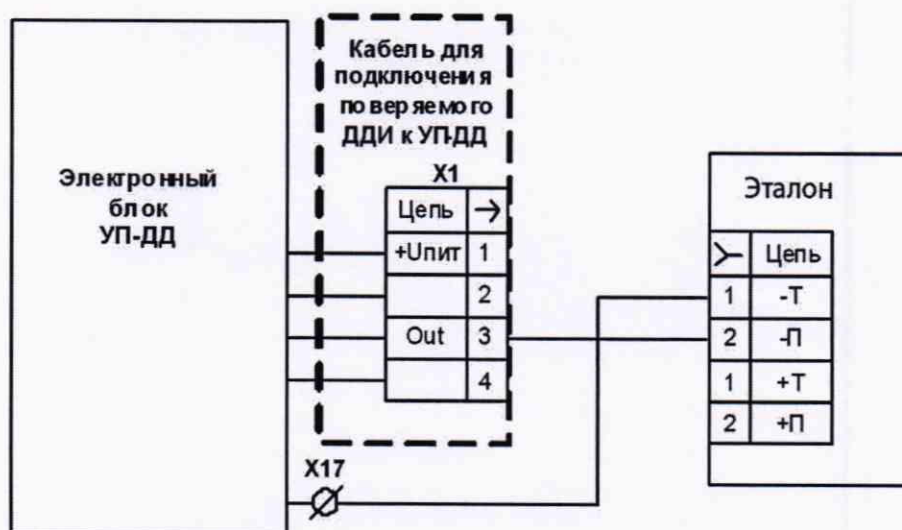 Электронный
блок
УП-ДД
Кабель для
подключения
поверяемого
ДДИ к УП-ДД
X1
Цепь →
+Uпит 1
2
Out 3
4
X17
Эталон
Цепь
1 -Т
2 -П
1 +Т
2 +П